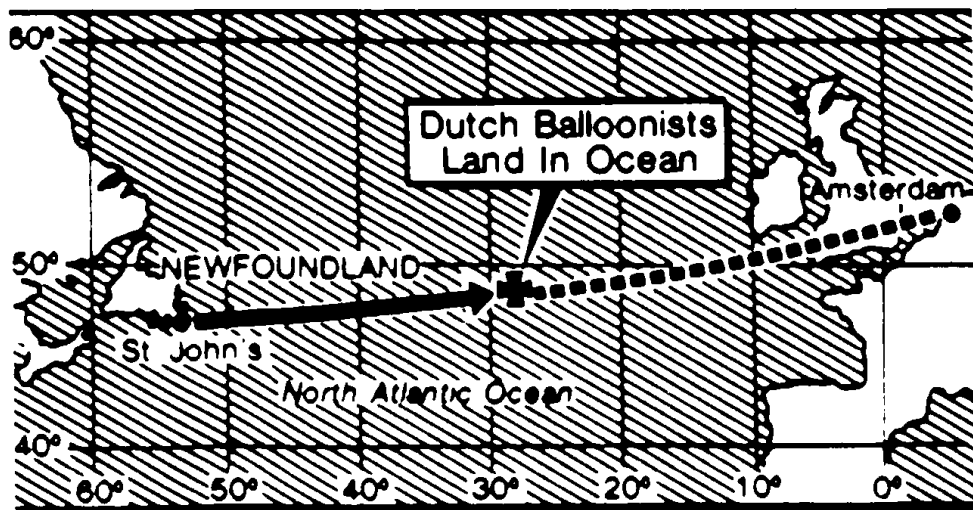 60°
Dutch Balloonists
Land In Ocean
Amsterdam
50°
NEWFOUNDLAND
St John's
North Atlantic Ocean
40°
60° 50° 40° 30° 20° 10° 0°